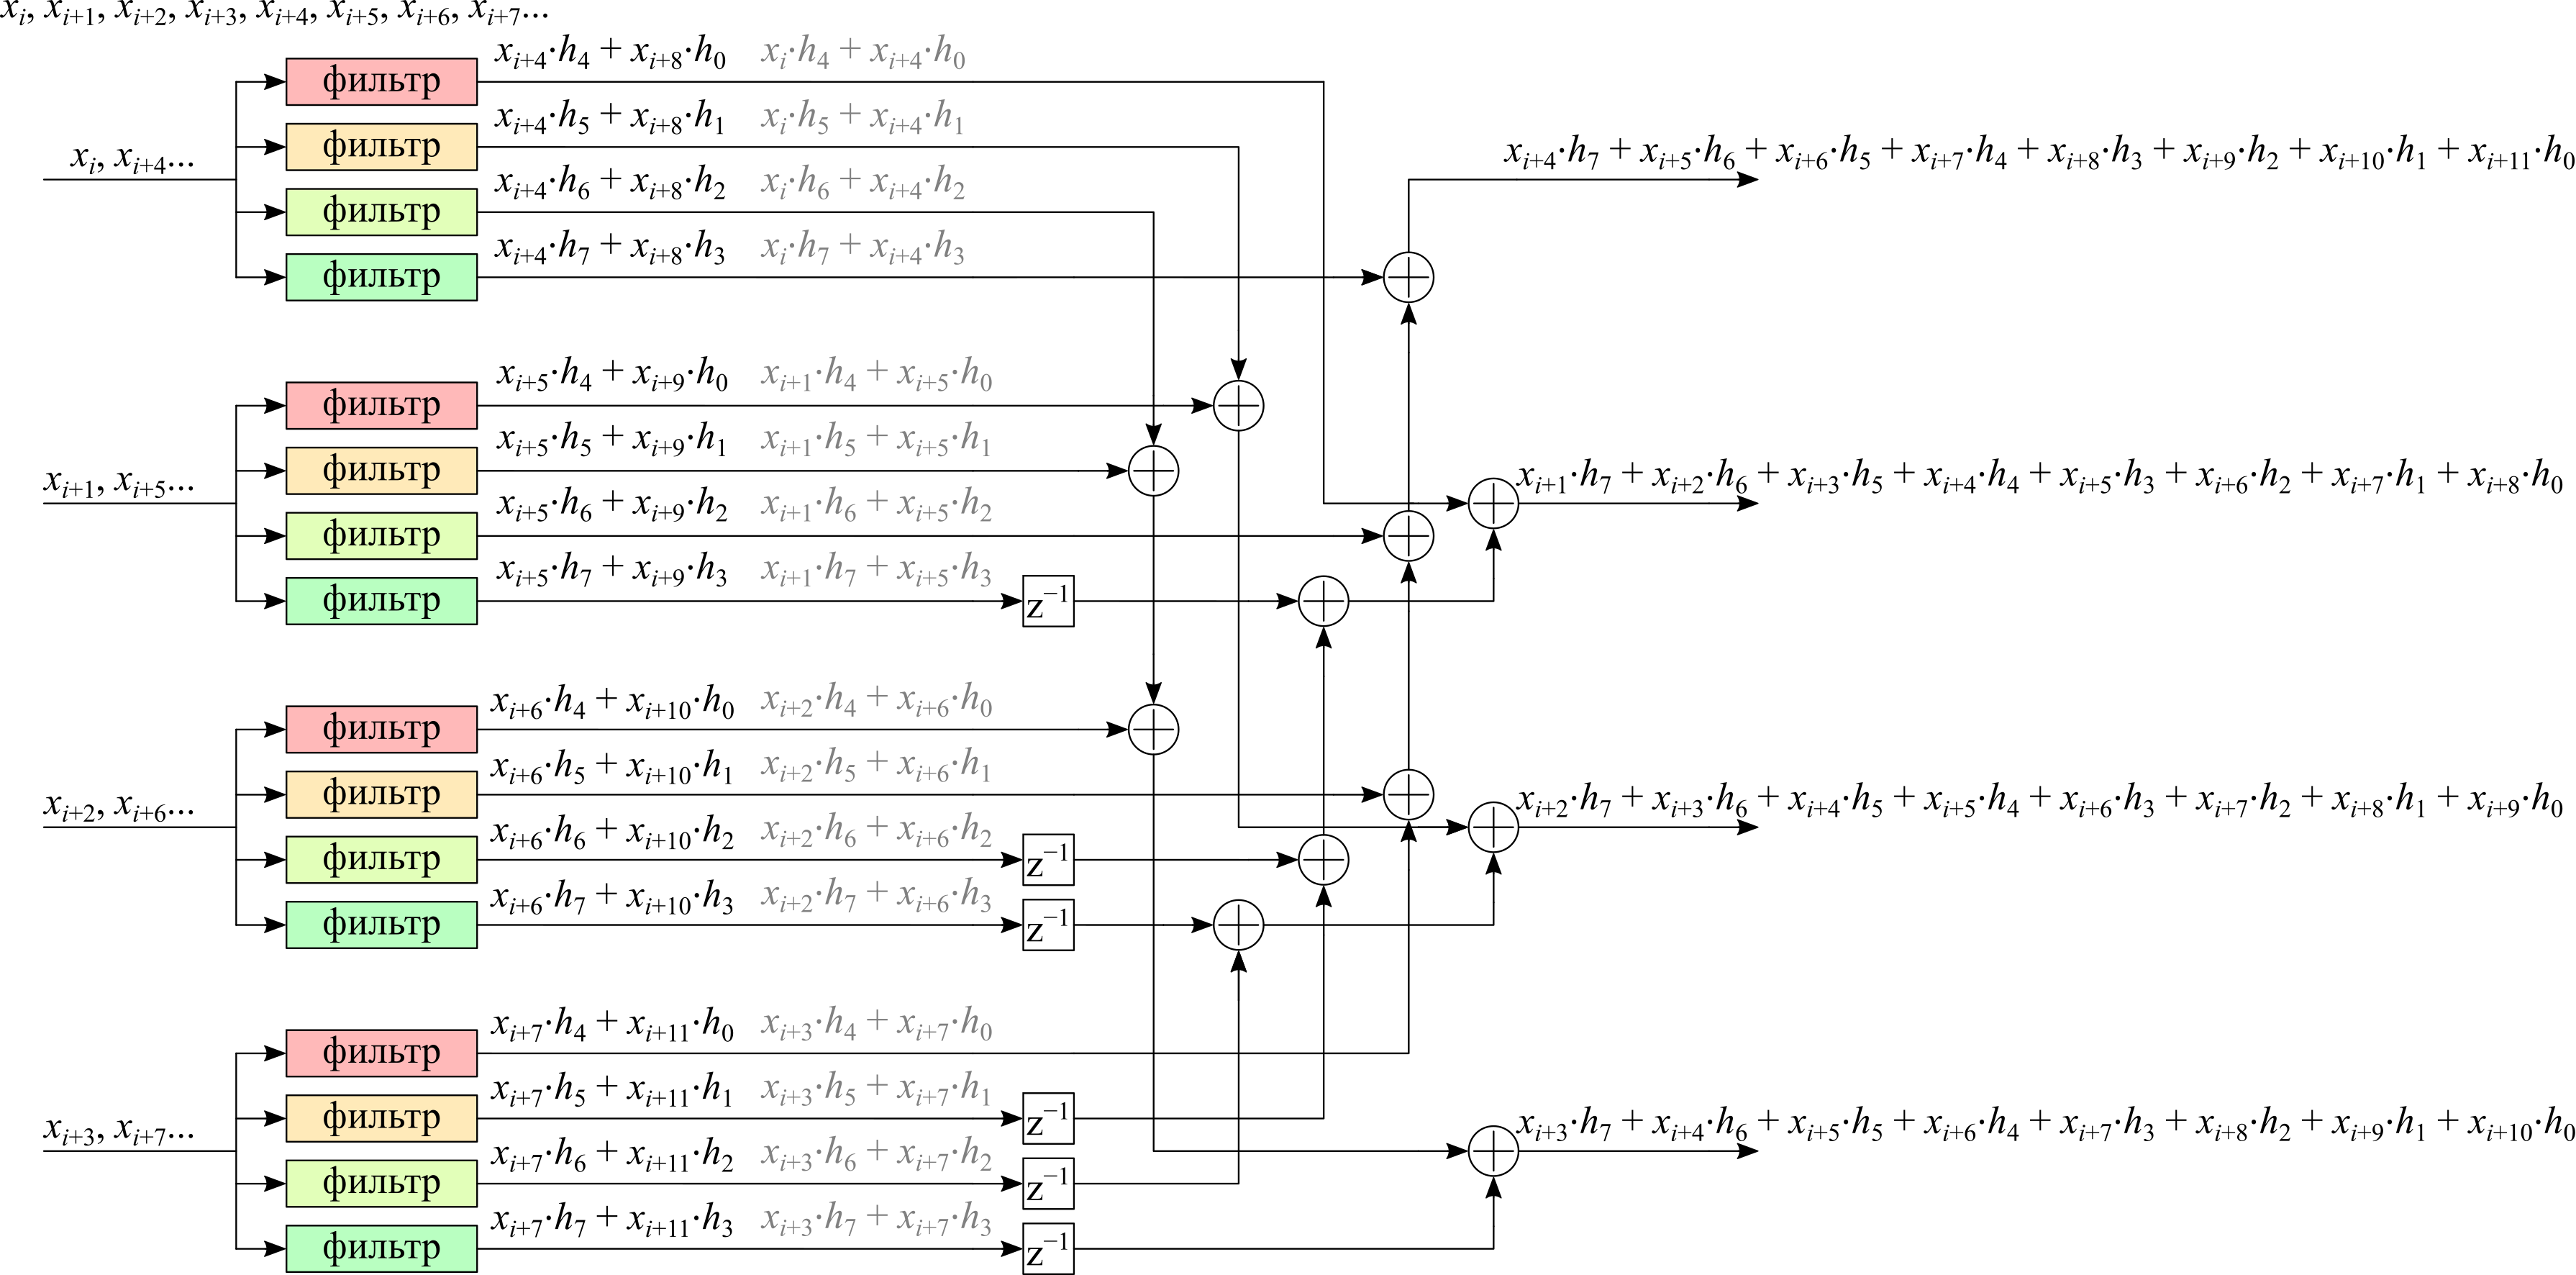 xᵢ, xᵢ₊₁, xᵢ₊₂, xᵢ₊₃, xᵢ₊₄, xᵢ₊₅, xᵢ₊₆, xᵢ₊₇...
xᵢ, xᵢ₊₄...
фильтр xᵢ₊₄·h₄ + xᵢ₊₈·h₀ xᵢ·h₄ + xᵢ₊₄·h₀
фильтр xᵢ₊₄·h₅ + xᵢ₊₈·h₁ xᵢ·h₅ + xᵢ₊₄·h₁
фильтр xᵢ₊₄·h₆ + xᵢ₊₈·h₂ xᵢ·h₆ + xᵢ₊₄·h₂
фильтр xᵢ₊₄·h₇ + xᵢ₊₈·h₃ xᵢ·h₇ + xᵢ₊₄·h₃
xᵢ₊₄·h₇ + xᵢ₊₅·h₆ + xᵢ₊₆·h₅ + xᵢ₊₇·h₄ + xᵢ₊₈·h₃ + xᵢ₊₉·h₂ + xᵢ₊₁₀·h₁ + xᵢ₊₁₁·h₀
xᵢ₊₁, xᵢ₊₅...
фильтр xᵢ₊₅·h₄ + xᵢ₊₉·h₀ xᵢ₊₁·h₄ + xᵢ₊₅·h₀
фильтр xᵢ₊₅·h₅ + xᵢ₊₉·h₁ xᵢ₊₁·h₅ + xᵢ₊₅·h₁
фильтр xᵢ₊₅·h₆ + xᵢ₊₉·h₂ xᵢ₊₁·h₆ + xᵢ₊₅·h₂
фильтр xᵢ₊₅·h₇ + xᵢ₊₉·h₃ xᵢ₊₁·h₇ + xᵢ₊₅·h₃ z⁻¹
xᵢ₊₁·h₇ + xᵢ₊₂·h₆ + xᵢ₊₃·h₅ + xᵢ₊₄·h₄ + xᵢ₊₅·h₃ + xᵢ₊₆·h₂ + xᵢ₊₇·h₁ + xᵢ₊₈·h₀
xᵢ₊₂, xᵢ₊₆...
фильтр xᵢ₊₆·h₄ + xᵢ₊₁₀·h₀ xᵢ₊₂·h₄ + xᵢ₊₆·h₀
фильтр xᵢ₊₆·h₅ + xᵢ₊₁₀·h₁ xᵢ₊₂·h₅ + xᵢ₊₆·h₁
фильтр xᵢ₊₆·h₆ + xᵢ₊₁₀·h₂ xᵢ₊₂·h₆ + xᵢ₊₆·h₂ z⁻¹
фильтр xᵢ₊₆·h₇ + xᵢ₊₁₀·h₃ xᵢ₊₂·h₇ + xᵢ₊₆·h₃ z⁻¹
xᵢ₊₂·h₇ + xᵢ₊₃·h₆ + xᵢ₊₄·h₅ + xᵢ₊₅·h₄ + xᵢ₊₆·h₃ + xᵢ₊₇·h₂ + xᵢ₊₈·h₁ + xᵢ₊₉·h₀
xᵢ₊₃, xᵢ₊₇...
фильтр xᵢ₊₇·h₄ + xᵢ₊₁₁·h₀ xᵢ₊₃·h₄ + xᵢ₊₇·h₀
фильтр xᵢ₊₇·h₅ + xᵢ₊₁₁·h₁ xᵢ₊₃·h₅ + xᵢ₊₇·h₁ z⁻¹
фильтр xᵢ₊₇·h₆ + xᵢ₊₁₁·h₂ xᵢ₊₃·h₆ + xᵢ₊₇·h₂ z⁻¹
фильтр xᵢ₊₇·h₇ + xᵢ₊₁₁·h₃ xᵢ₊₃·h₇ + xᵢ₊₇·h₃ z⁻¹
xᵢ₊₃·h₇ + xᵢ₊₄·h₆ + xᵢ₊₅·h₅ + xᵢ₊₆·h₄ + xᵢ₊₇·h₃ + xᵢ₊₈·h₂ + xᵢ₊₉·h₁ + xᵢ₊₁₀·h₀